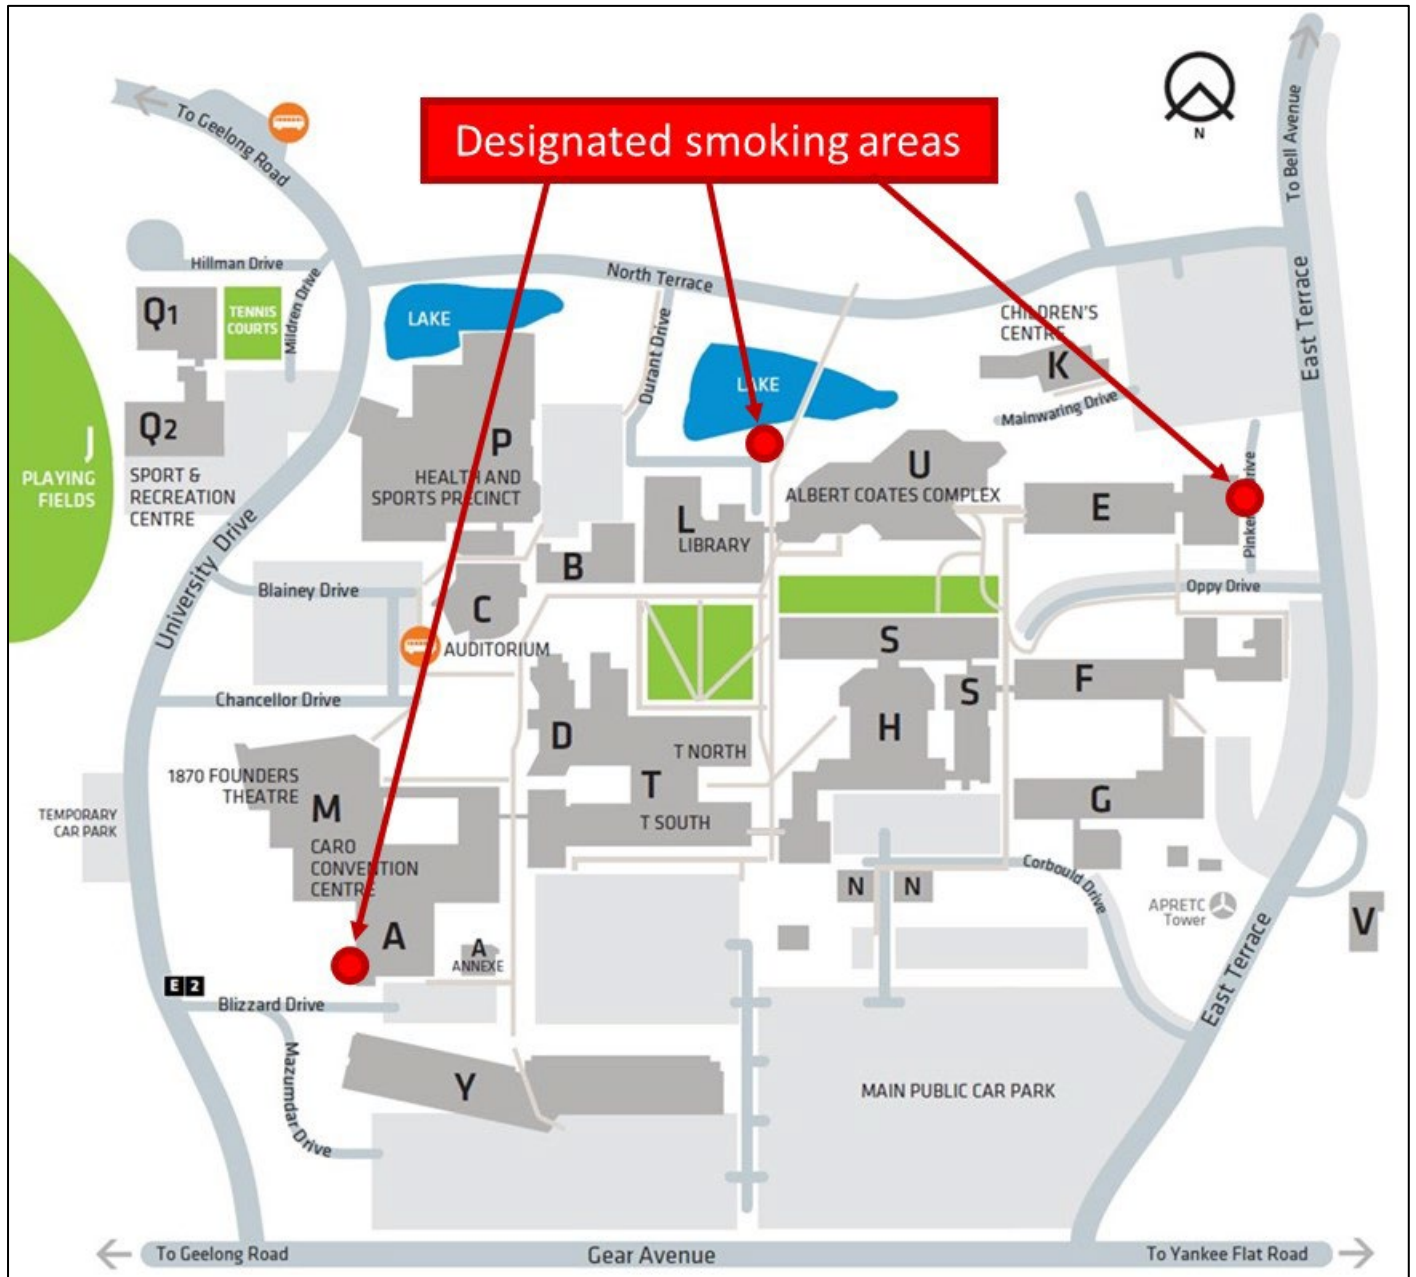 To Geelong Road
Designated smoking areas
N
To Bell Avenue
Hillman Drive
North Terrace
East Terrace
Q1
TENNIS
COURTS
Mildren Drive
LAKE
Durant Drive
LAKE
CHILDREN'S
CENTRE
K
Mainwaring Drive
J
PLAYING
FIELDS
Q2
SPORT &
RECREATION
CENTRE
P
HEALTH AND
SPORTS PRECINCT
U
ALBERT COATES COMPLEX
L
LIBRARY
E
University Drive
B
Blainey Drive
C
AUDITORIUM
Oppy Drive
S
S
F
Chancellor Drive
D
T NORTH
H
1870 FOUNDERS
THEATRE
M
T
T SOUTH
G
TEMPORARY
CAR PARK
CARO
CONVENTION
CENTRE
Corbould Drive
N
N
APRETC
Tower
V
A
A
ANNEXE
E 2
Blizzard Drive
East Terrace
Mazumdar Drive
Y
MAIN PUBLIC CAR PARK
To Geelong Road
Gear Avenue
To Yankee Flat Road